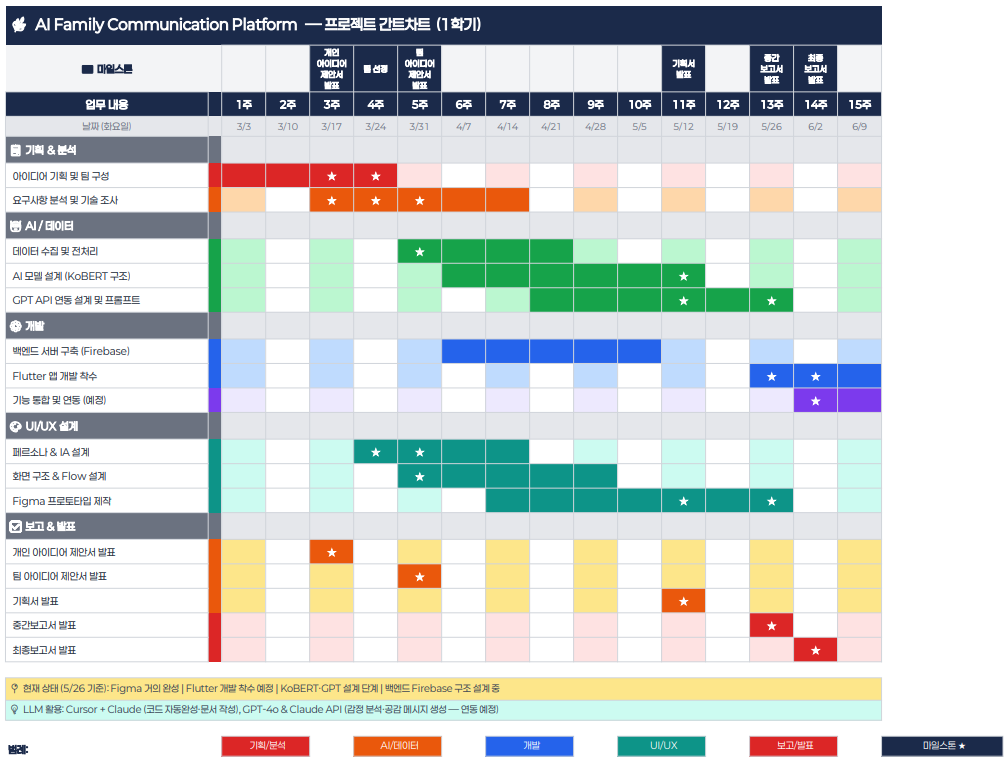 AI Family Communication Platform — 프로젝트 간트차트 (1학기)
마일스톤
개인
아이디어
제안서
발표
팀 선정
팀
아이디어
제안서
발표
기획서
발표
중간
보고서
발표
최종
보고서
발표
업무 내용 1주 2주 3주 4주 5주 6주 7주 8주 9주 10주 11주 12주 13주 14주 15주
날짜 (화요일) 3/3 3/10 3/17 3/24 3/31 4/7 4/14 4/21 4/28 5/5 5/12 5/19 5/26 6/2 6/9
기획 & 분석
아이디어 기획 및 팀 구성 ★ ★
요구사항 분석 및 기술 조사 ★ ★ ★
AI / 데이터
데이터 수집 및 전처리 ★
AI 모델 설계 (KoBERT 구조) ★
GPT API 연동 설계 및 프롬프트 ★ ★
개발
백엔드 서버 구축 (Firebase)
Flutter 앱 개발 착수 ★ ★
기능 통합 및 연동 (예정) ★
UI/UX 설계
페르소나 & IA 설계 ★ ★
화면 구조 & Flow 설계 ★
Figma 프로토타입 제작 ★ ★
보고 & 발표
개인 아이디어 제안서 발표 ★
팀 아이디어 제안서 발표 ★
기획서 발표 ★
중간보고서 발표 ★
최종보고서 발표 ★
현재 상태 (5/26 기준): Figma 거의 완성 | Flutter 개발 착수 예정 | KoBERT·GPT 설계 단계 | 백엔드 Firebase 구조 설계 중
LLM 활용: Cursor + Claude (코드 자동완성·문서 작성), GPT-4o & Claude API (감정 분석·공감 메시지 생성 — 연동 예정)
범례: 기획/분석 AI/데이터 개발 UI/UX 보고/발표 마일스톤 ★